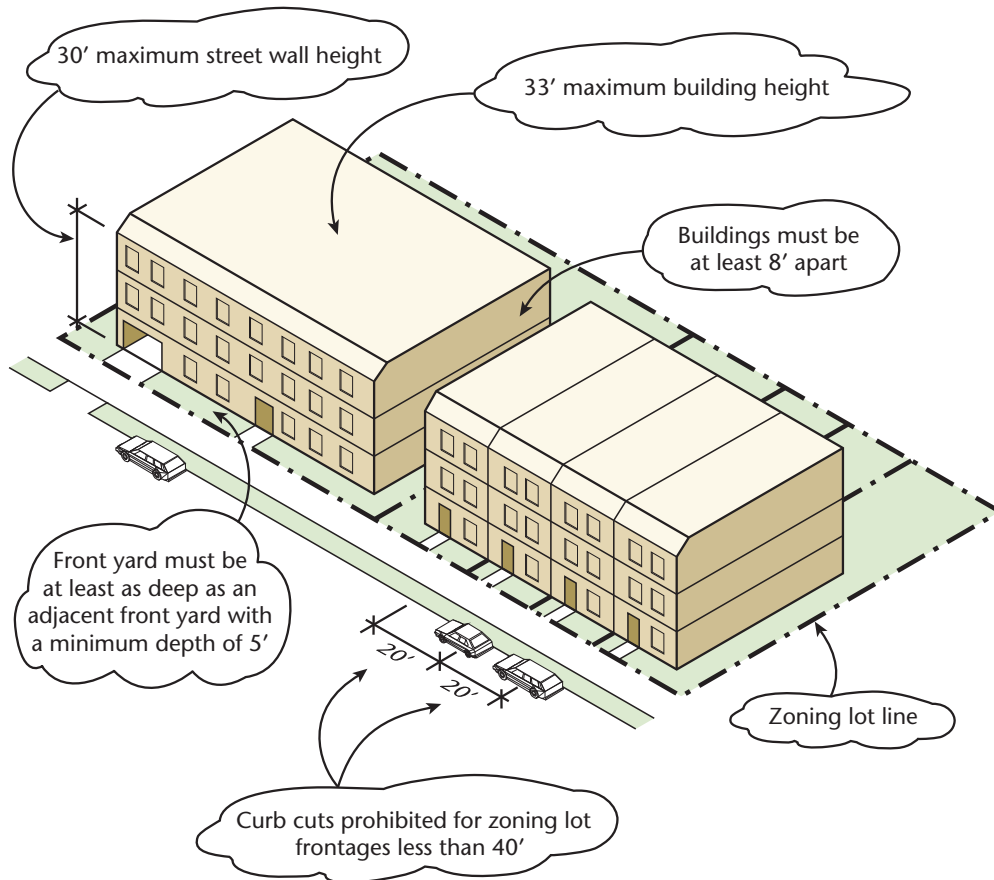 30′ maximum street wall height
33′ maximum building height
Buildings must be
at least 8′ apart
Front yard must be
at least as deep as an
adjacent front yard with
a minimum depth of 5′
20′
20′
Zoning lot line
Curb cuts prohibited for zoning lot
frontages less than 40′